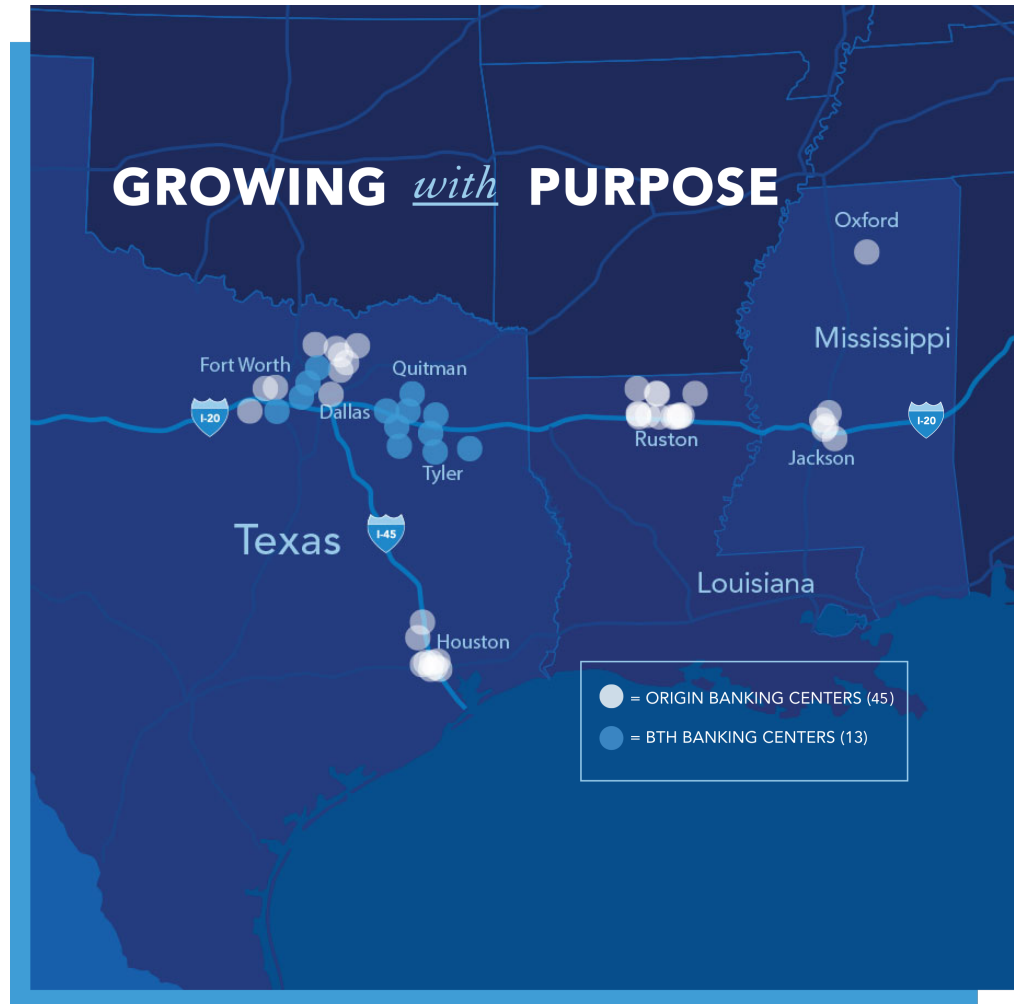 GROWING with PURPOSE
Oxford
Mississippi
Fort Worth
Quitman
I-20
Dallas
I-20
Ruston
Jackson
Tyler
Texas
I-45
Louisiana
Houston
= ORIGIN BANKING CENTERS (45)
= BTH BANKING CENTERS (13)